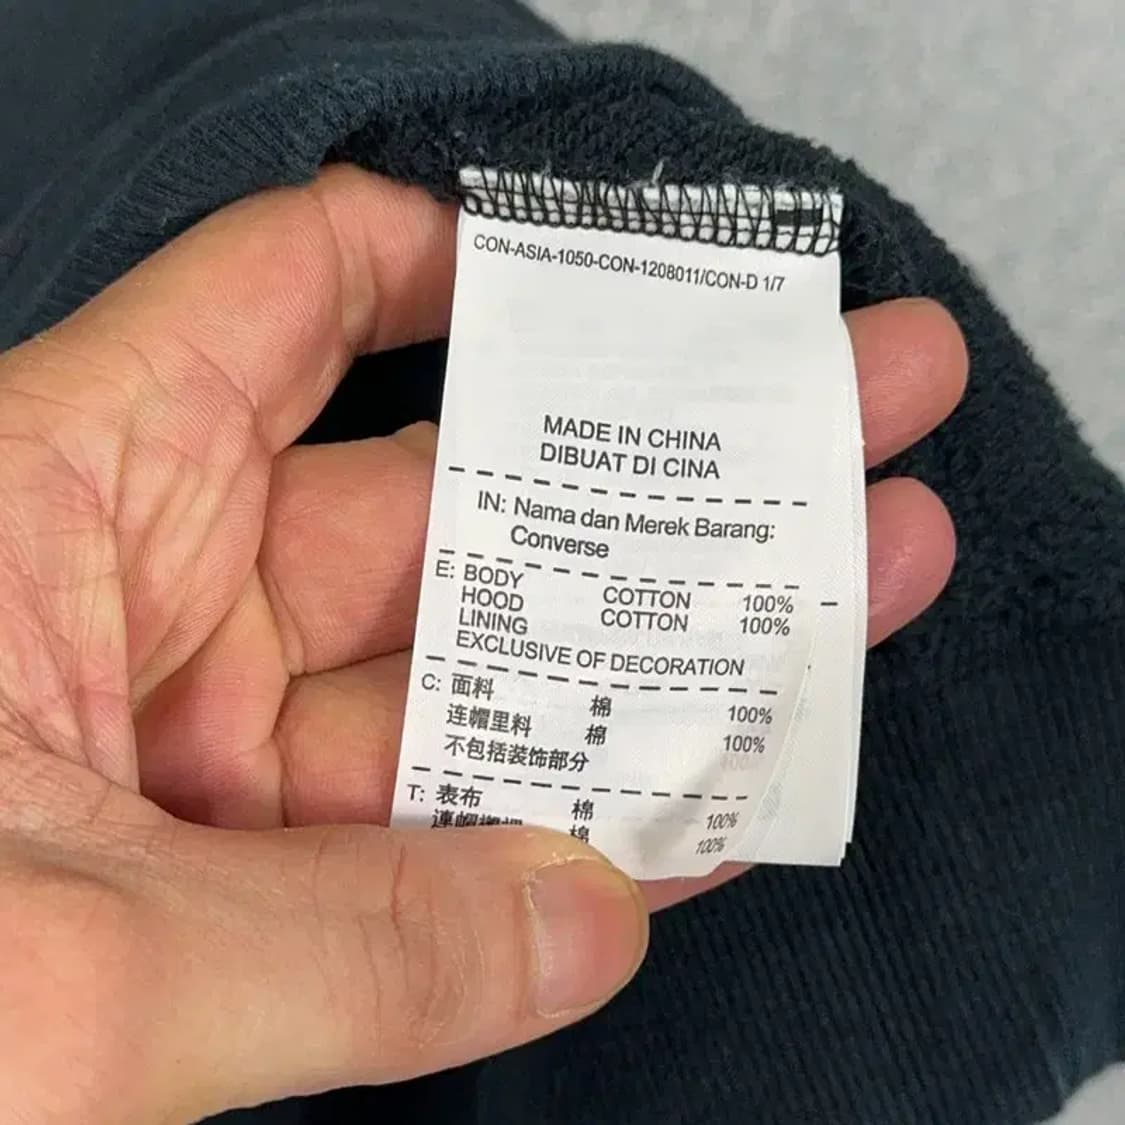 CON-ASIA-1050-CON-1208011/CON-D 1/7
MADE IN CHINA
DIBUAT DI CINA
IN: Nama dan Merek Barang:
Converse
E: BODY COTTON 100%
HOOD COTTON 100%
LINING
EXCLUSIVE OF DECORATION
C: 面料 棉 100%
连帽里料 棉 100%
不包括装饰部分
T: 表布 棉 100%
連帽 棉 100%